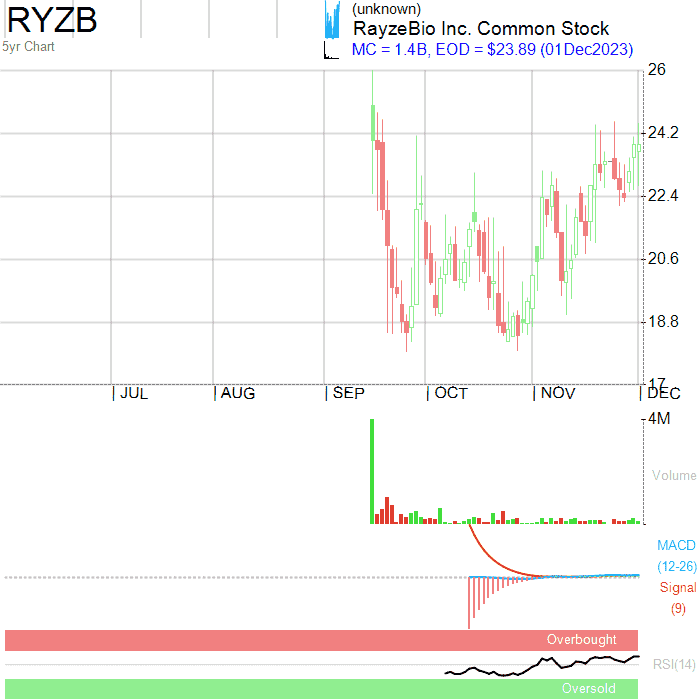 RYZB
5yr Chart
(unknown)
RayzeBio Inc. Common Stock
MC = 1.4B, EOD = $23.89 (01Dec2023)
26
24.2
22.4
20.6
18.8
17
JUL
AUG
SEP
OCT
NOV
DEC
4M
Volume
MACD
(12-26)
Signal
(9)
Overbought
RSI(14)
Oversold